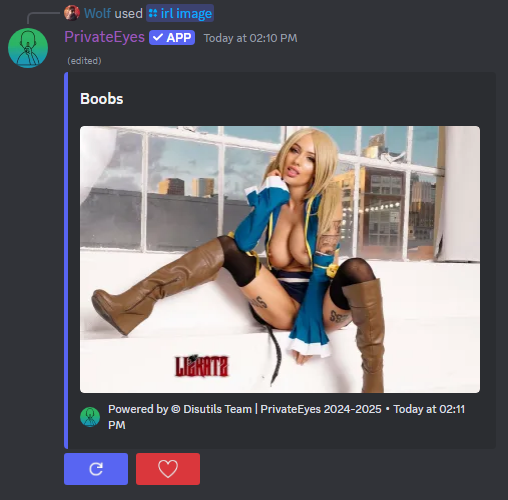 Wolf used irl image
PrivateEyes ✓ APP Today at 02:10 PM
(edited)
Boobs
LIZKATZ
Powered by © Disutils Team | PrivateEyes 2024-2025 • Today at 02:11
PM